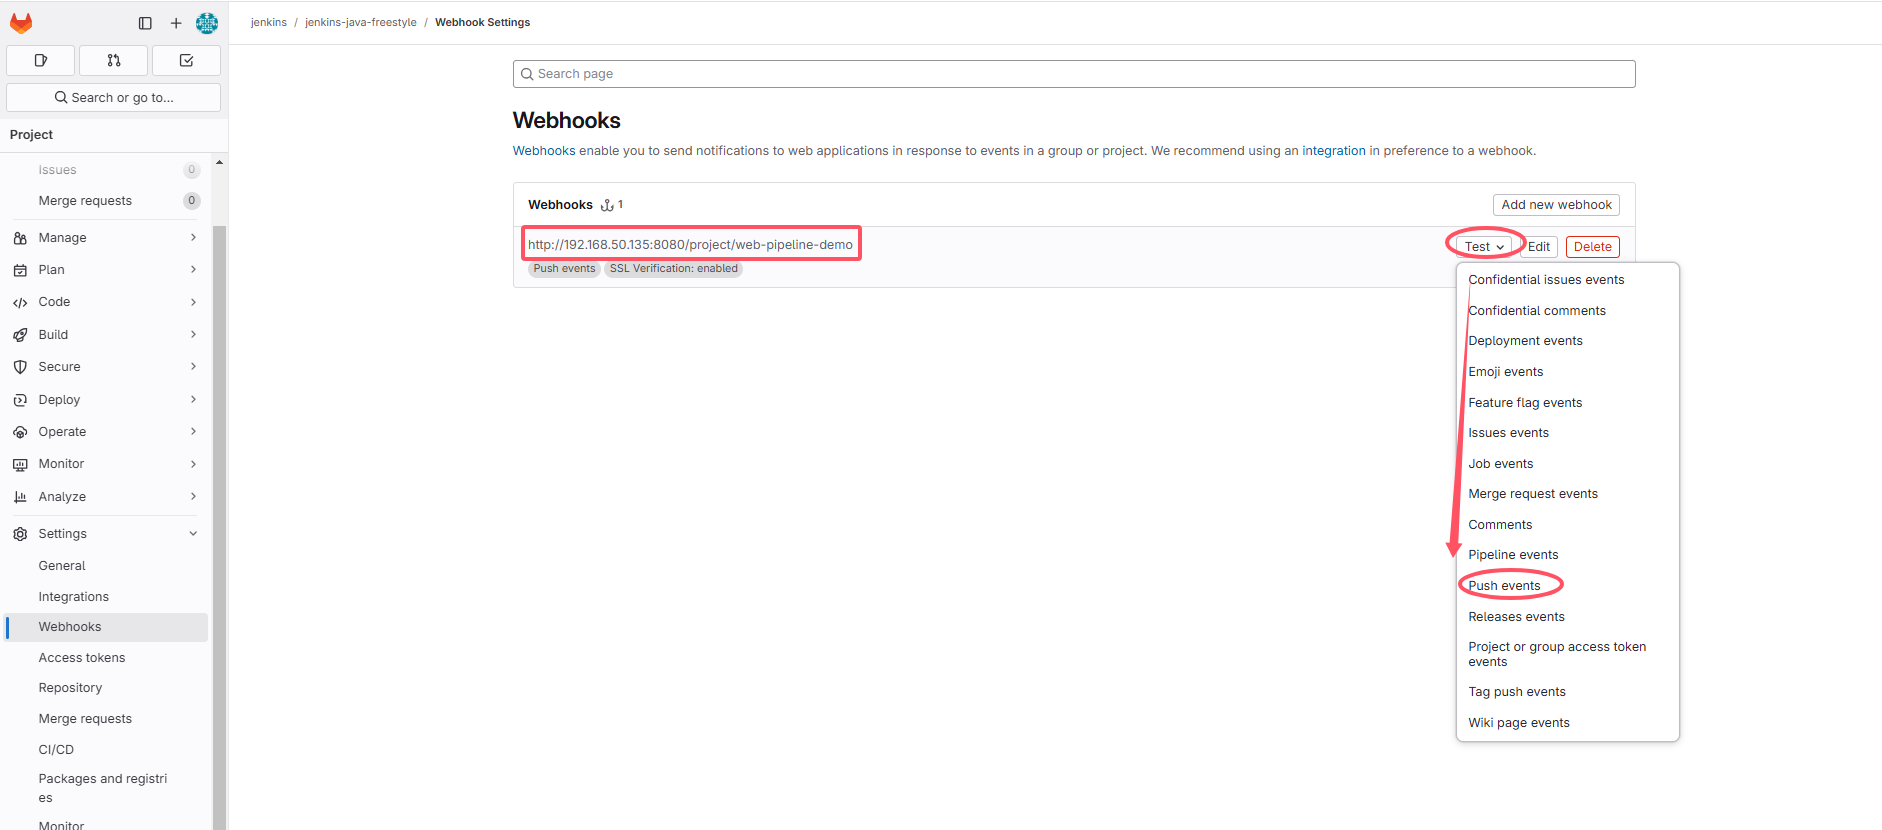 jenkins / jenkins-java-freestyle / Webhook Settings
Search or go to...
Project
Issues 0
Merge requests 0
Manage
Plan
Code
Build
Secure
Deploy
Operate
Monitor
Analyze
Settings
General
Integrations
Webhooks
Access tokens
Repository
Merge requests
CI/CD
Packages and registri
es
Monitor
Search page
Webhooks
Webhooks enable you to send notifications to web applications in response to events in a group or project. We recommend using an integration in preference to a webhook.
Webhooks 1
Add new webhook
http://192.168.50.135:8080/project/web-pipeline-demo
Push events SSL Verification: enabled
Test Edit Delete
Confidential issues events
Confidential comments
Deployment events
Emoji events
Feature flag events
Issues events
Job events
Merge request events
Comments
Pipeline events
Push events
Releases events
Project or group access token
events
Tag push events
Wiki page events